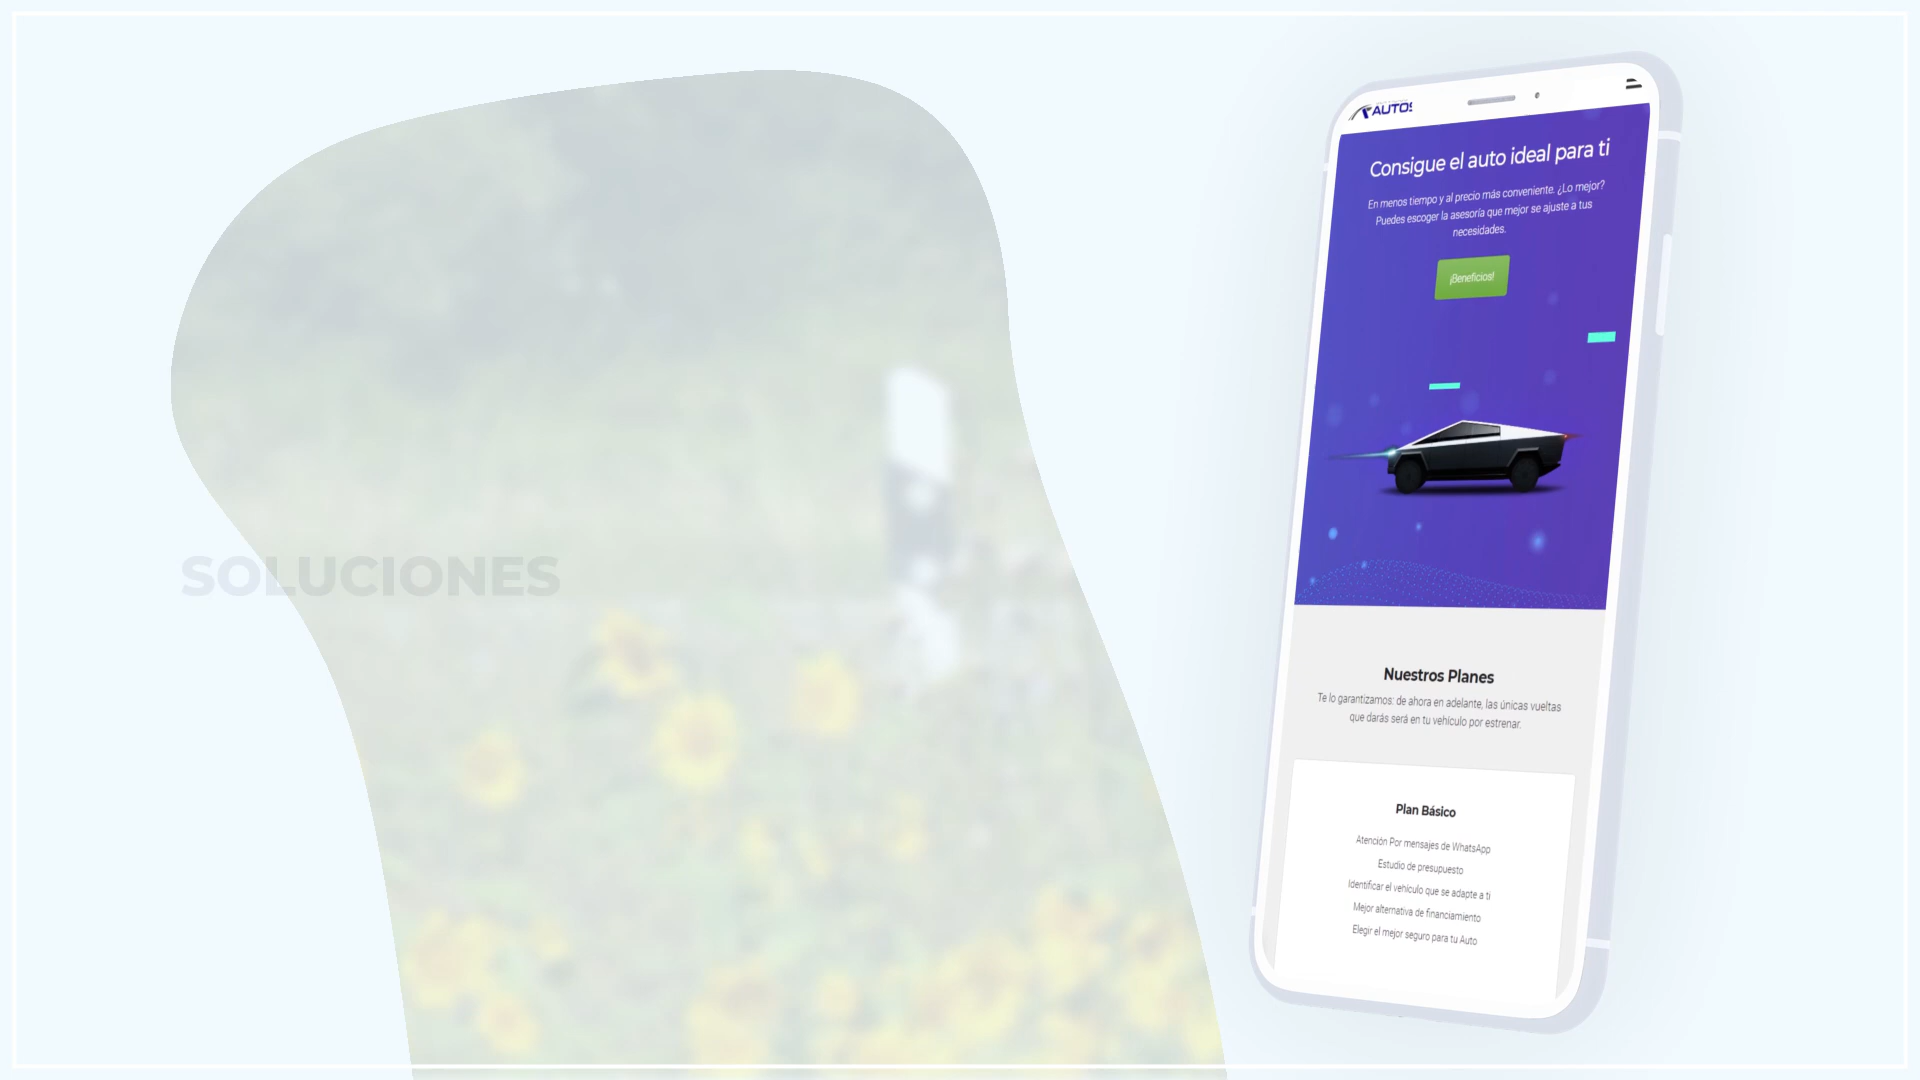 SOLUCIONES
AUTOS
Consigue el auto ideal para ti
En menos tiempo y al precio más conveniente. ¿Lo mejor?
Puedes escoger la asesoría que mejor se ajuste a tus
necesidades.
¡Beneficios!
Nuestros Planes
Te lo garantizamos: de ahora en adelante, las únicas vueltas
que darás será en tu vehículo por estrenar.
Plan Básico
Atención Por mensajes de WhatsApp
Estudio de presupuesto
Identificar el vehículo que se adapte a ti
Mejor alternativa de financiamiento
Elegir el mejor seguro para tu Auto